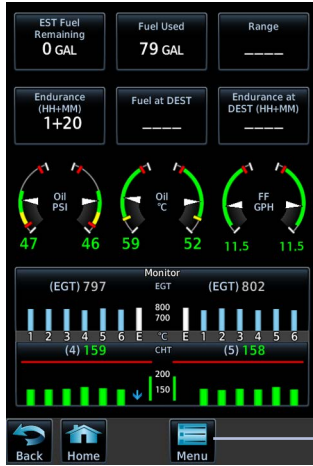 EST Fuel
Remaining
0 GAL
Fuel Used
79 GAL
Range
____
Endurance
(HH+MM)
1+20
Fuel at DEST
____
Endurance at
DEST (HH+MM)
____
Oil
PSI
47 46
Oil
°C
59 52
FF
GPH
11.5 11.5
Monitor
(EGT) 797 EGT (EGT) 802
800
700
1 2 3 4 5 6 E °C E 1 2 3 4 5 6
(4) 159 CHT (5) 158
200
150
Back Home Menu